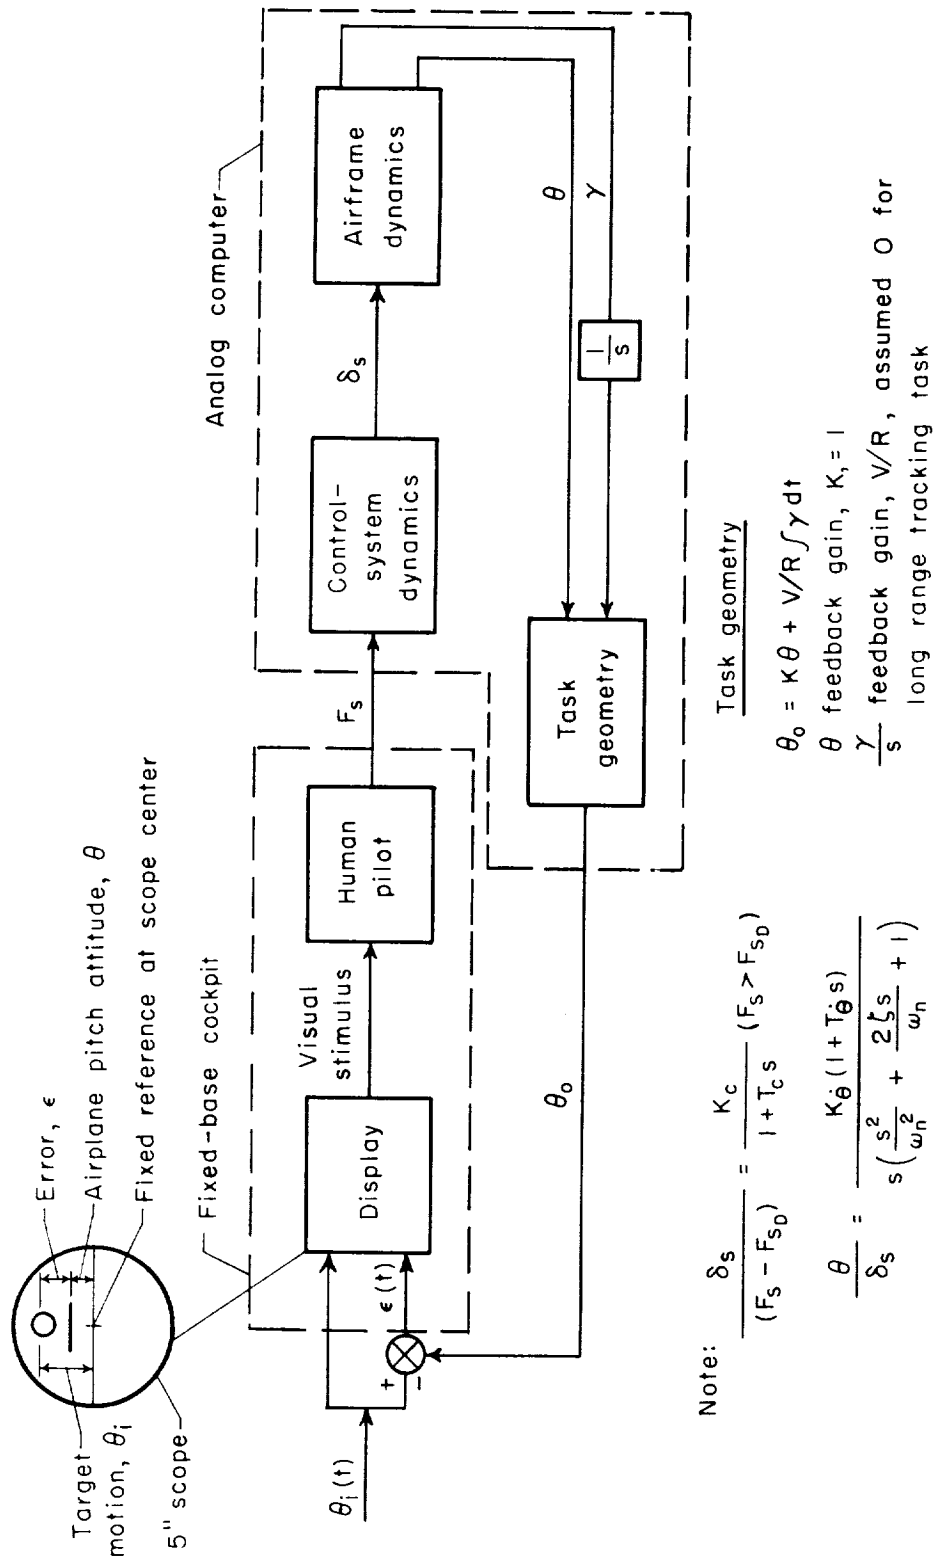 Error, ϵ
Airplane pitch attitude, θ
Fixed reference at scope center
Target
motion, θi
5" scope
Fixed-base cockpit
Analog computer
θi(t)
+
-
ϵ(t)
Display
Visual
stimulus
Human
pilot
Fs
Control-
system
dynamics
δs
Airframe
dynamics
θ
γ
1/s
Task
geometry
θo
Note: δs/(Fs − FsD) = Kc/(1 + Tc s) (Fs > FsD)
θ/δs = Kθ̇ (1 + Tθ̇ s)/s(s²/ωn² + 2ζs/ωn + 1)
Task geometry
θo = Kθ + V/R ∫γ dt
θ feedback gain, K, = 1
γ/s feedback gain, V/R, assumed 0 for
long range tracking task